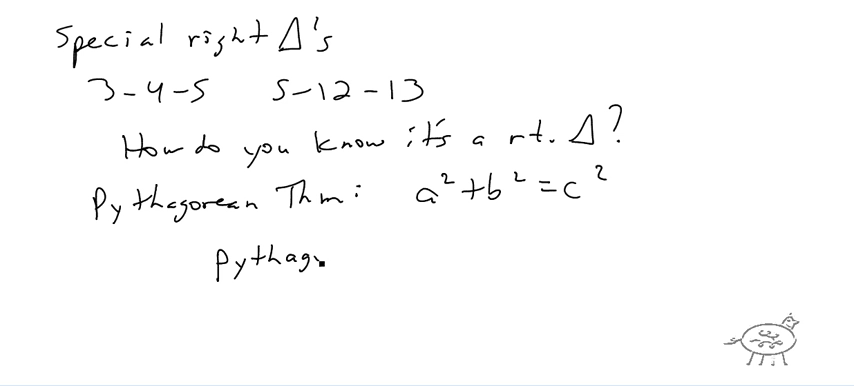 Special right Δ's
3-4-5 5-12-13
How do you know it's a rt. Δ?
Pythagorean Thm: a²+b²=c²
Pythag